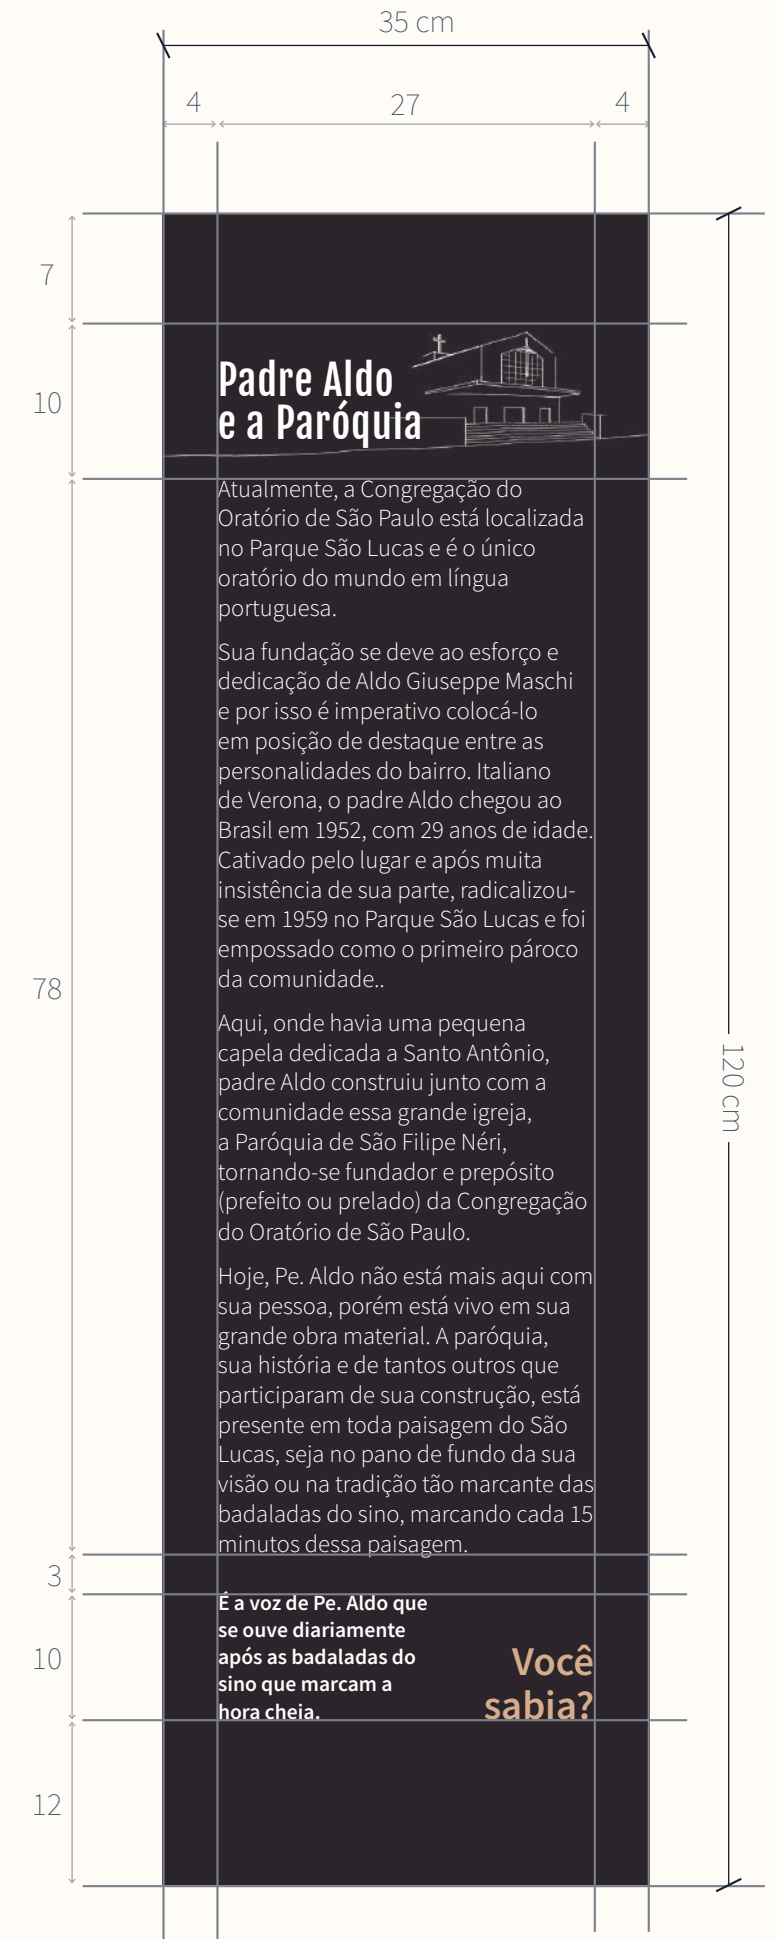 35 cm
4
27
4
7
10
Padre Aldo
e a Paróquia
Atualmente, a Congregação do
Oratório de São Paulo está localizada
no Parque São Lucas e é o único
oratório do mundo em língua
portuguesa.
Sua fundação se deve ao esforço e
dedicação de Aldo Giuseppe Maschi
e por isso é imperativo colocá-lo
em posição de destaque entre as
personalidades do bairro. Italiano
de Verona, o padre Aldo chegou ao
Brasil em 1952, com 29 anos de idade.
Cativado pelo lugar e após muita
insistência de sua parte, radicalizou-
se em 1959 no Parque São Lucas e foi
empossado como o primeiro pároco
da comunidade..
78
Aqui, onde havia uma pequena
capela dedicada a Santo Antônio,
padre Aldo construiu junto com a
comunidade essa grande igreja,
a Paróquia de São Filipe Néri,
tornando-se fundador e prepósito
(prefeito ou prelado) da Congregação
do Oratório de São Paulo.
120 cm
Hoje, Pe. Aldo não está mais aqui com
sua pessoa, porém está vivo em sua
grande obra material. A paróquia,
sua história e de tantos outros que
participaram de sua construção, está
presente em toda paisagem do São
Lucas, seja no pano de fundo da sua
visão ou na tradição tão marcante das
badaladas do sino, marcando cada 15
minutos dessa paisagem.
3
É a voz de Pe. Aldo que
se ouve diariamente
após as badaladas do
sino que marcam a
hora cheia.
10
Você
sabia?
12